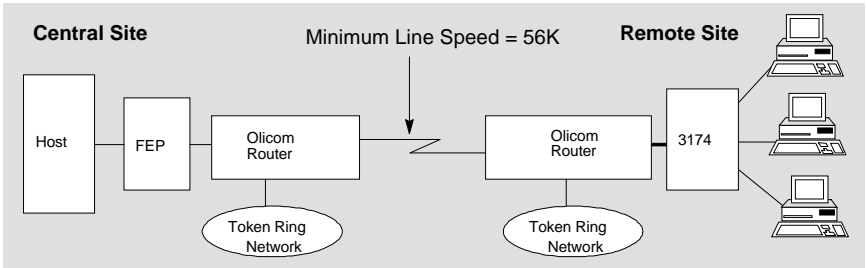 Central Site
Minimum Line Speed = 56K
Remote Site
Host
FEP
Olicom
Router
Olicom
Router
3174
Token Ring
Network
Token Ring
Network